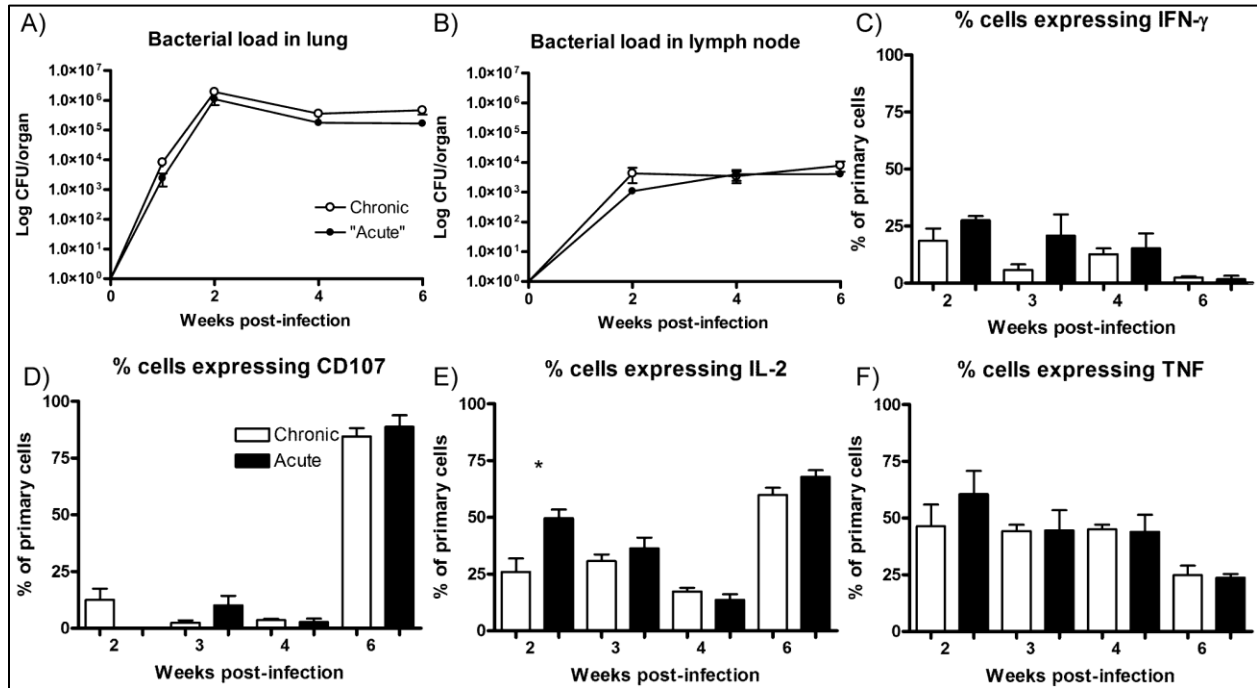 A)
Bacterial load in lung
Log CFU/organ
1.0×10⁷
1.0×10⁶
1.0×10⁵
1.0×10⁴
1.0×10³
1.0×10²
1.0×10¹
1.0×10⁰
Chronic
"Acute"
0 2 4 6
Weeks post-infection
B)
Bacterial load in lymph node
Log CFU/organ
1.0×10⁷
1.0×10⁶
1.0×10⁵
1.0×10⁴
1.0×10³
1.0×10²
1.0×10¹
1.0×10⁰
0 2 4 6
Weeks post-infection
C)
% cells expressing IFN-γ
% of primary cells
100
75
50
25
0
2 3 4 6
Weeks post-infection
D)
% cells expressing CD107
% of primary cells
100
75
50
25
0
Chronic
Acute
2 3 4 6
Weeks post-infection
E)
% cells expressing IL-2
% of primary cells
100
75
50
25
0
*
2 3 4 6
Weeks post-infection
F)
% cells expressing TNF
% of primary cells
100
75
50
25
0
2 3 4 6
Weeks post-infection